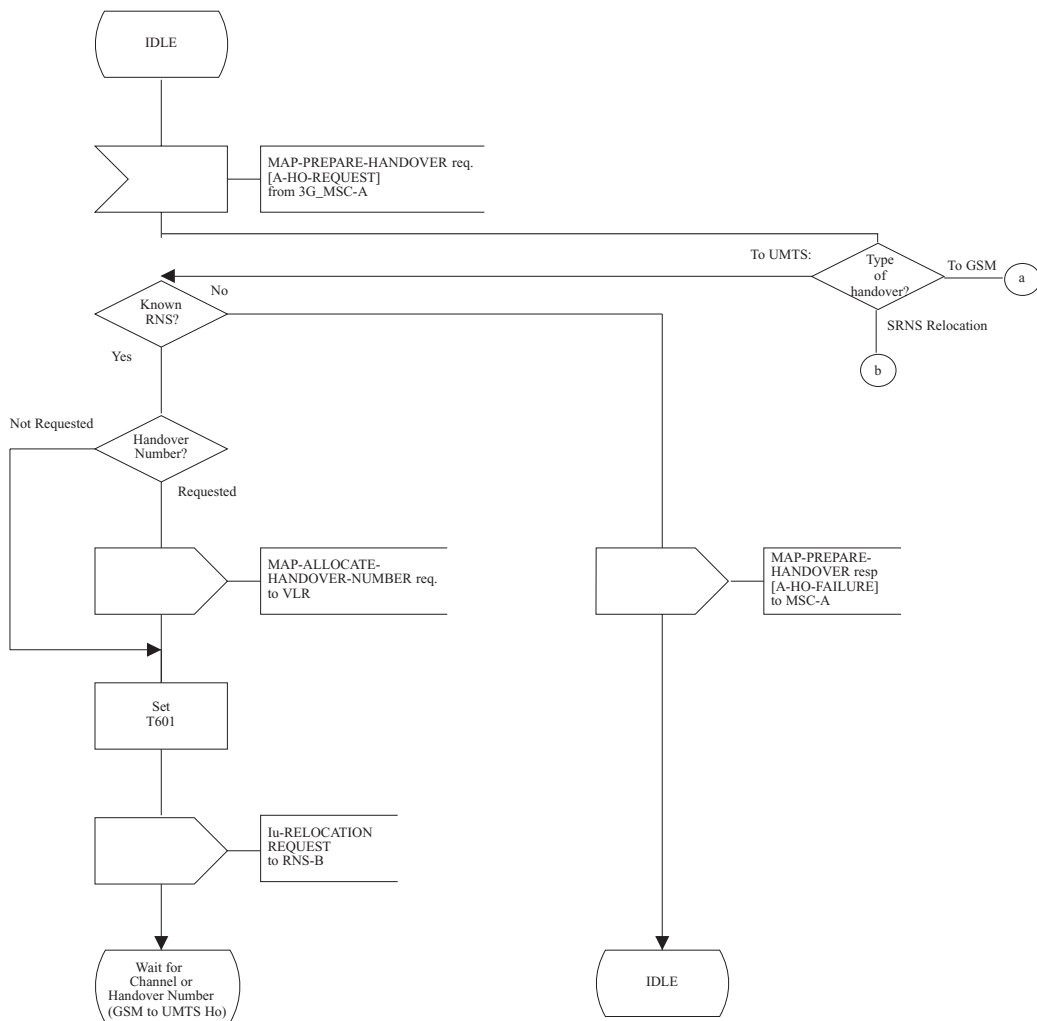 IDLE
MAP-PREPARE-HANDOVER req.
[A-HO-REQUEST]
from 3G_MSC-A
To UMTS:
Type
of
handover?
To GSM
a
SRNS Relocation
b
No
Known
RNS?
Yes
Not Requested
Handover
Number?
Requested
MAP-ALLOCATE-
HANDOVER-NUMBER req.
to VLR
MAP-PREPARE-
HANDOVER resp
[A-HO-FAILURE]
to MSC-A
Set
T601
Iu-RELOCATION
REQUEST
to RNS-B
Wait for
Channel or
Handover Number
(GSM to UMTS Ho)
IDLE